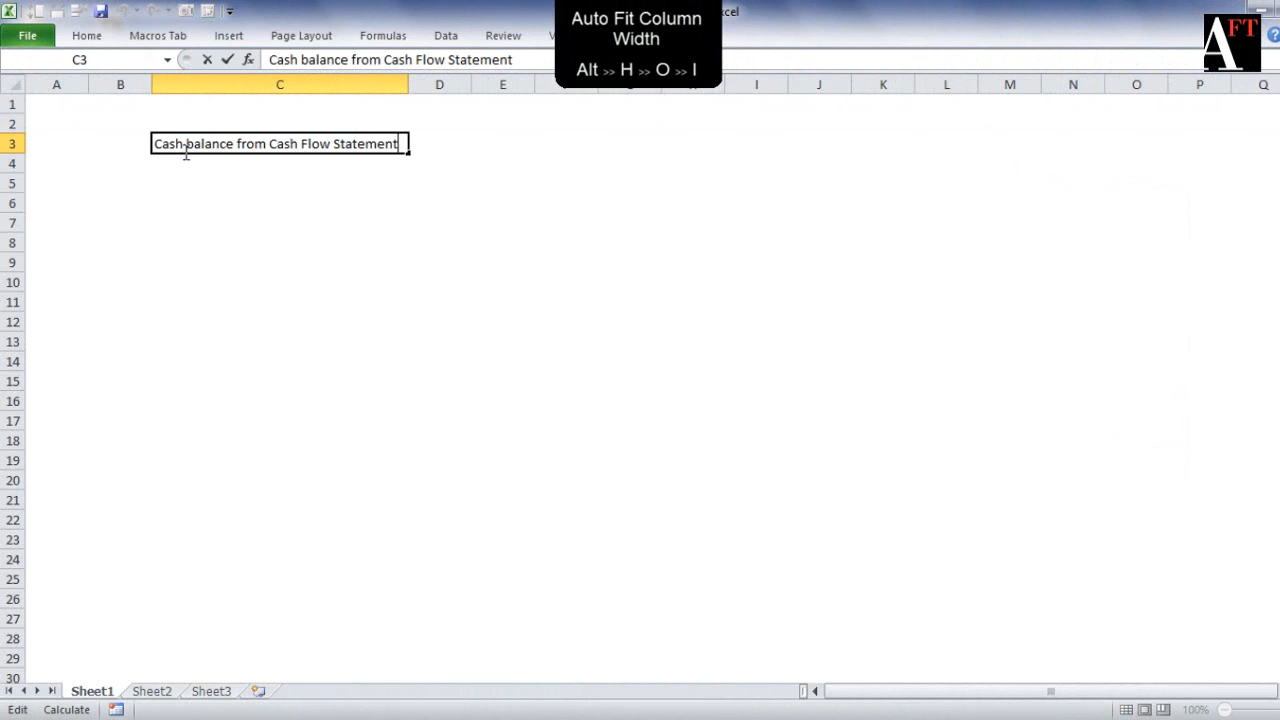 Auto Fit Column
Width
Alt >> H >> O >> I
AFT
Excel
File Home Macros Tab Insert Page Layout Formulas Data Review
C3 fx Cash balance from Cash Flow Statement
A B C D E I J K L M N O P Q
1
2
3 Cash balance from Cash Flow Statement
4
5
6
7
8
9
10
11
12
13
14
15
16
17
18
19
20
21
22
23
24
25
26
27
28
29
30
Sheet1 Sheet2 Sheet3
Edit Calculate 100%